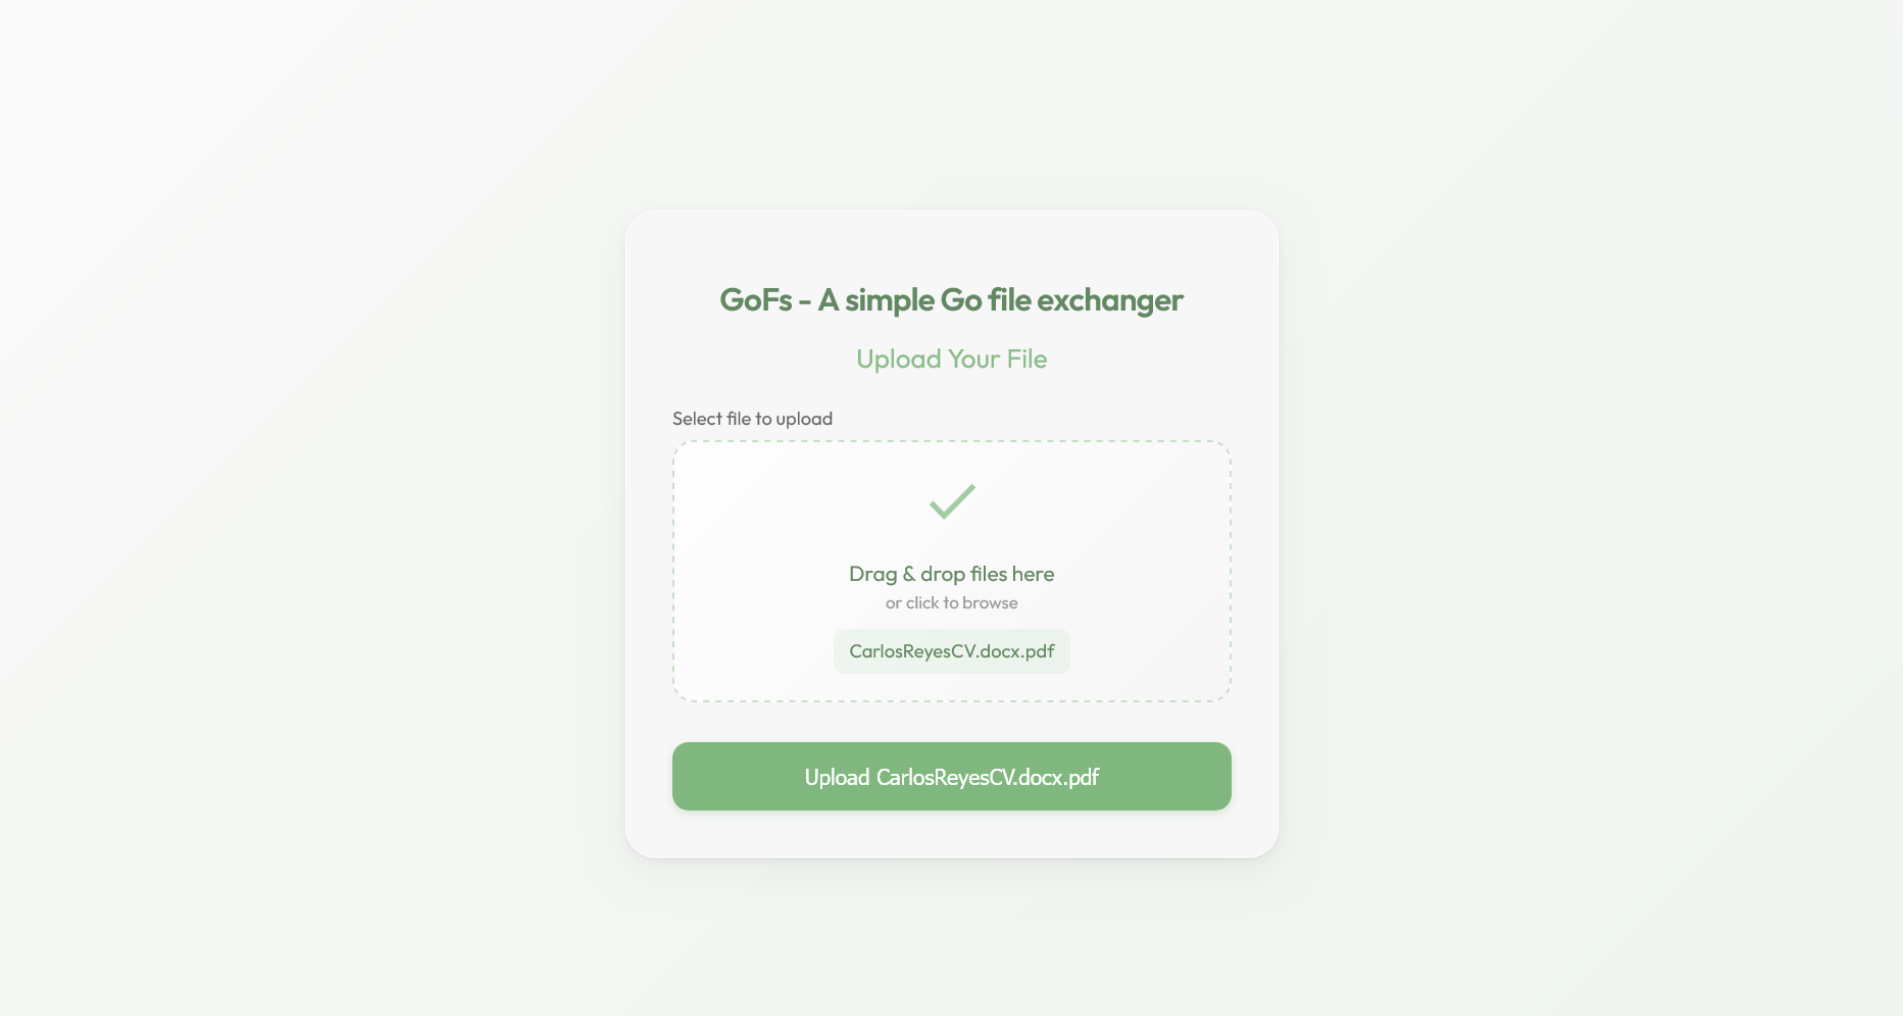 GoFs - A simple Go file exchanger
Upload Your File
Select file to upload
Drag & drop files here
or click to browse
CarlosReyesCV.docx.pdf
Upload CarlosReyesCV.docx.pdf